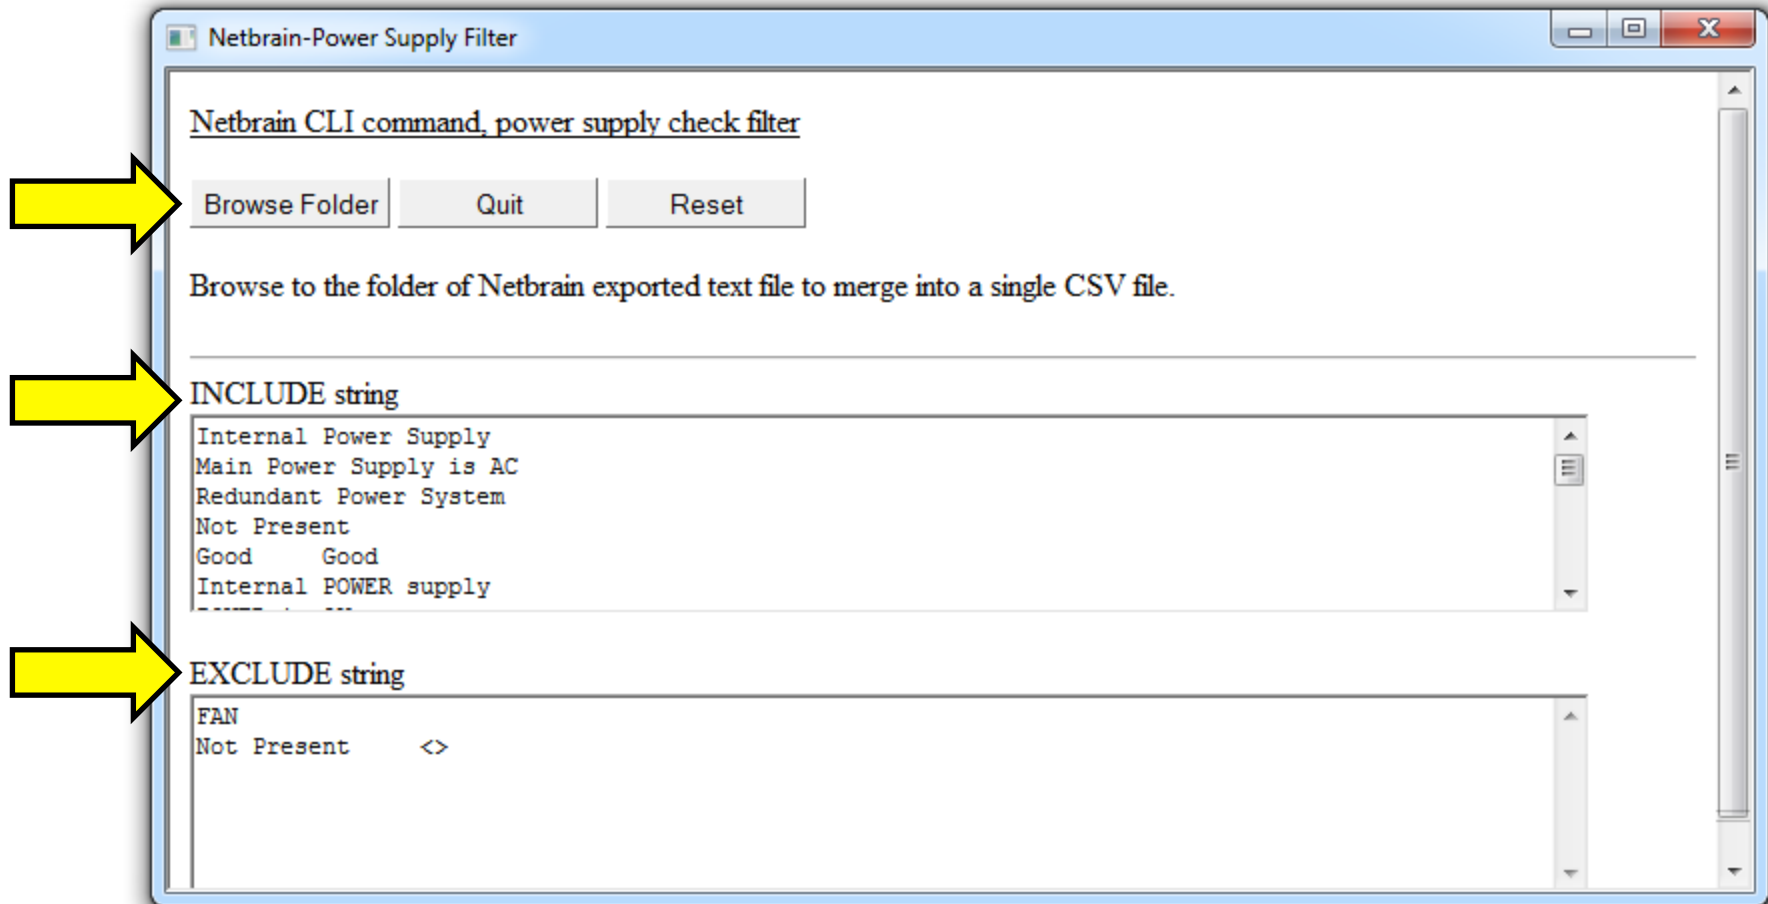 Netbrain-Power Supply Filter
Netbrain CLI command, power supply check filter
Browse Folder Quit Reset
Browse to the folder of Netbrain exported text file to merge into a single CSV file.
INCLUDE string
Internal Power Supply
Main Power Supply is AC
Redundant Power System
Not Present
Good     Good
Internal POWER supply
EXCLUDE string
FAN
Not Present     <>